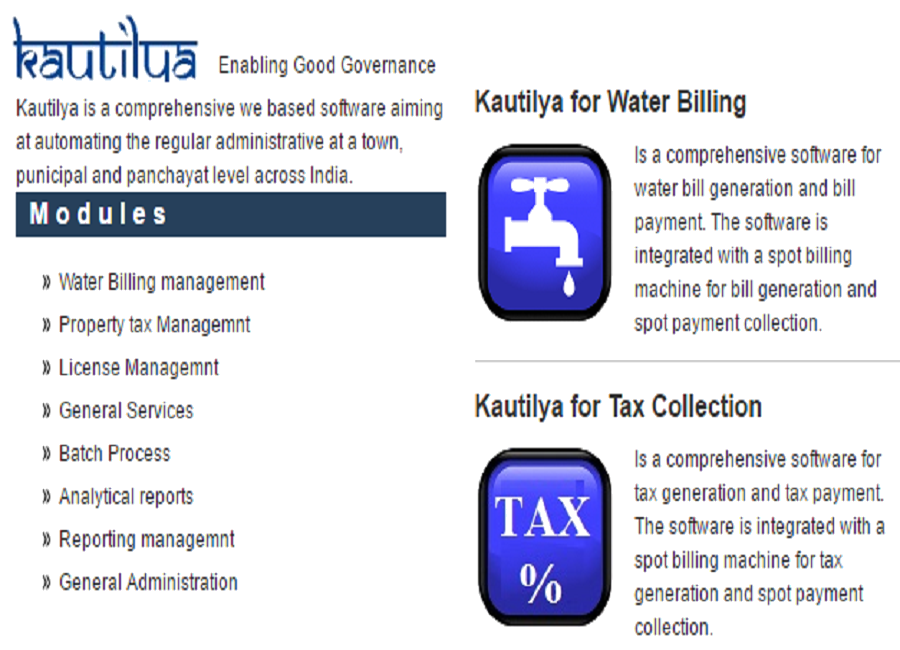 kautilya Enabling Good Governance
Kautilya is a comprehensive we based software aiming
at automating the regular administrative at a town,
punicipal and panchayat level across India.
Modules
» Water Billing management
» Property tax Managemnt
» License Managemnt
» General Services
» Batch Process
» Analytical reports
» Reporting managemnt
» General Administration
Kautilya for Water Billing
Is a comprehensive software for
water bill generation and bill
payment. The software is
integrated with a spot billing
machine for bill generation and
spot payment collection.
Kautilya for Tax Collection
TAX
%
Is a comprehensive software for
tax generation and tax payment.
The software is integrated with a
spot billing machine for tax
generation and spot payment
collection.